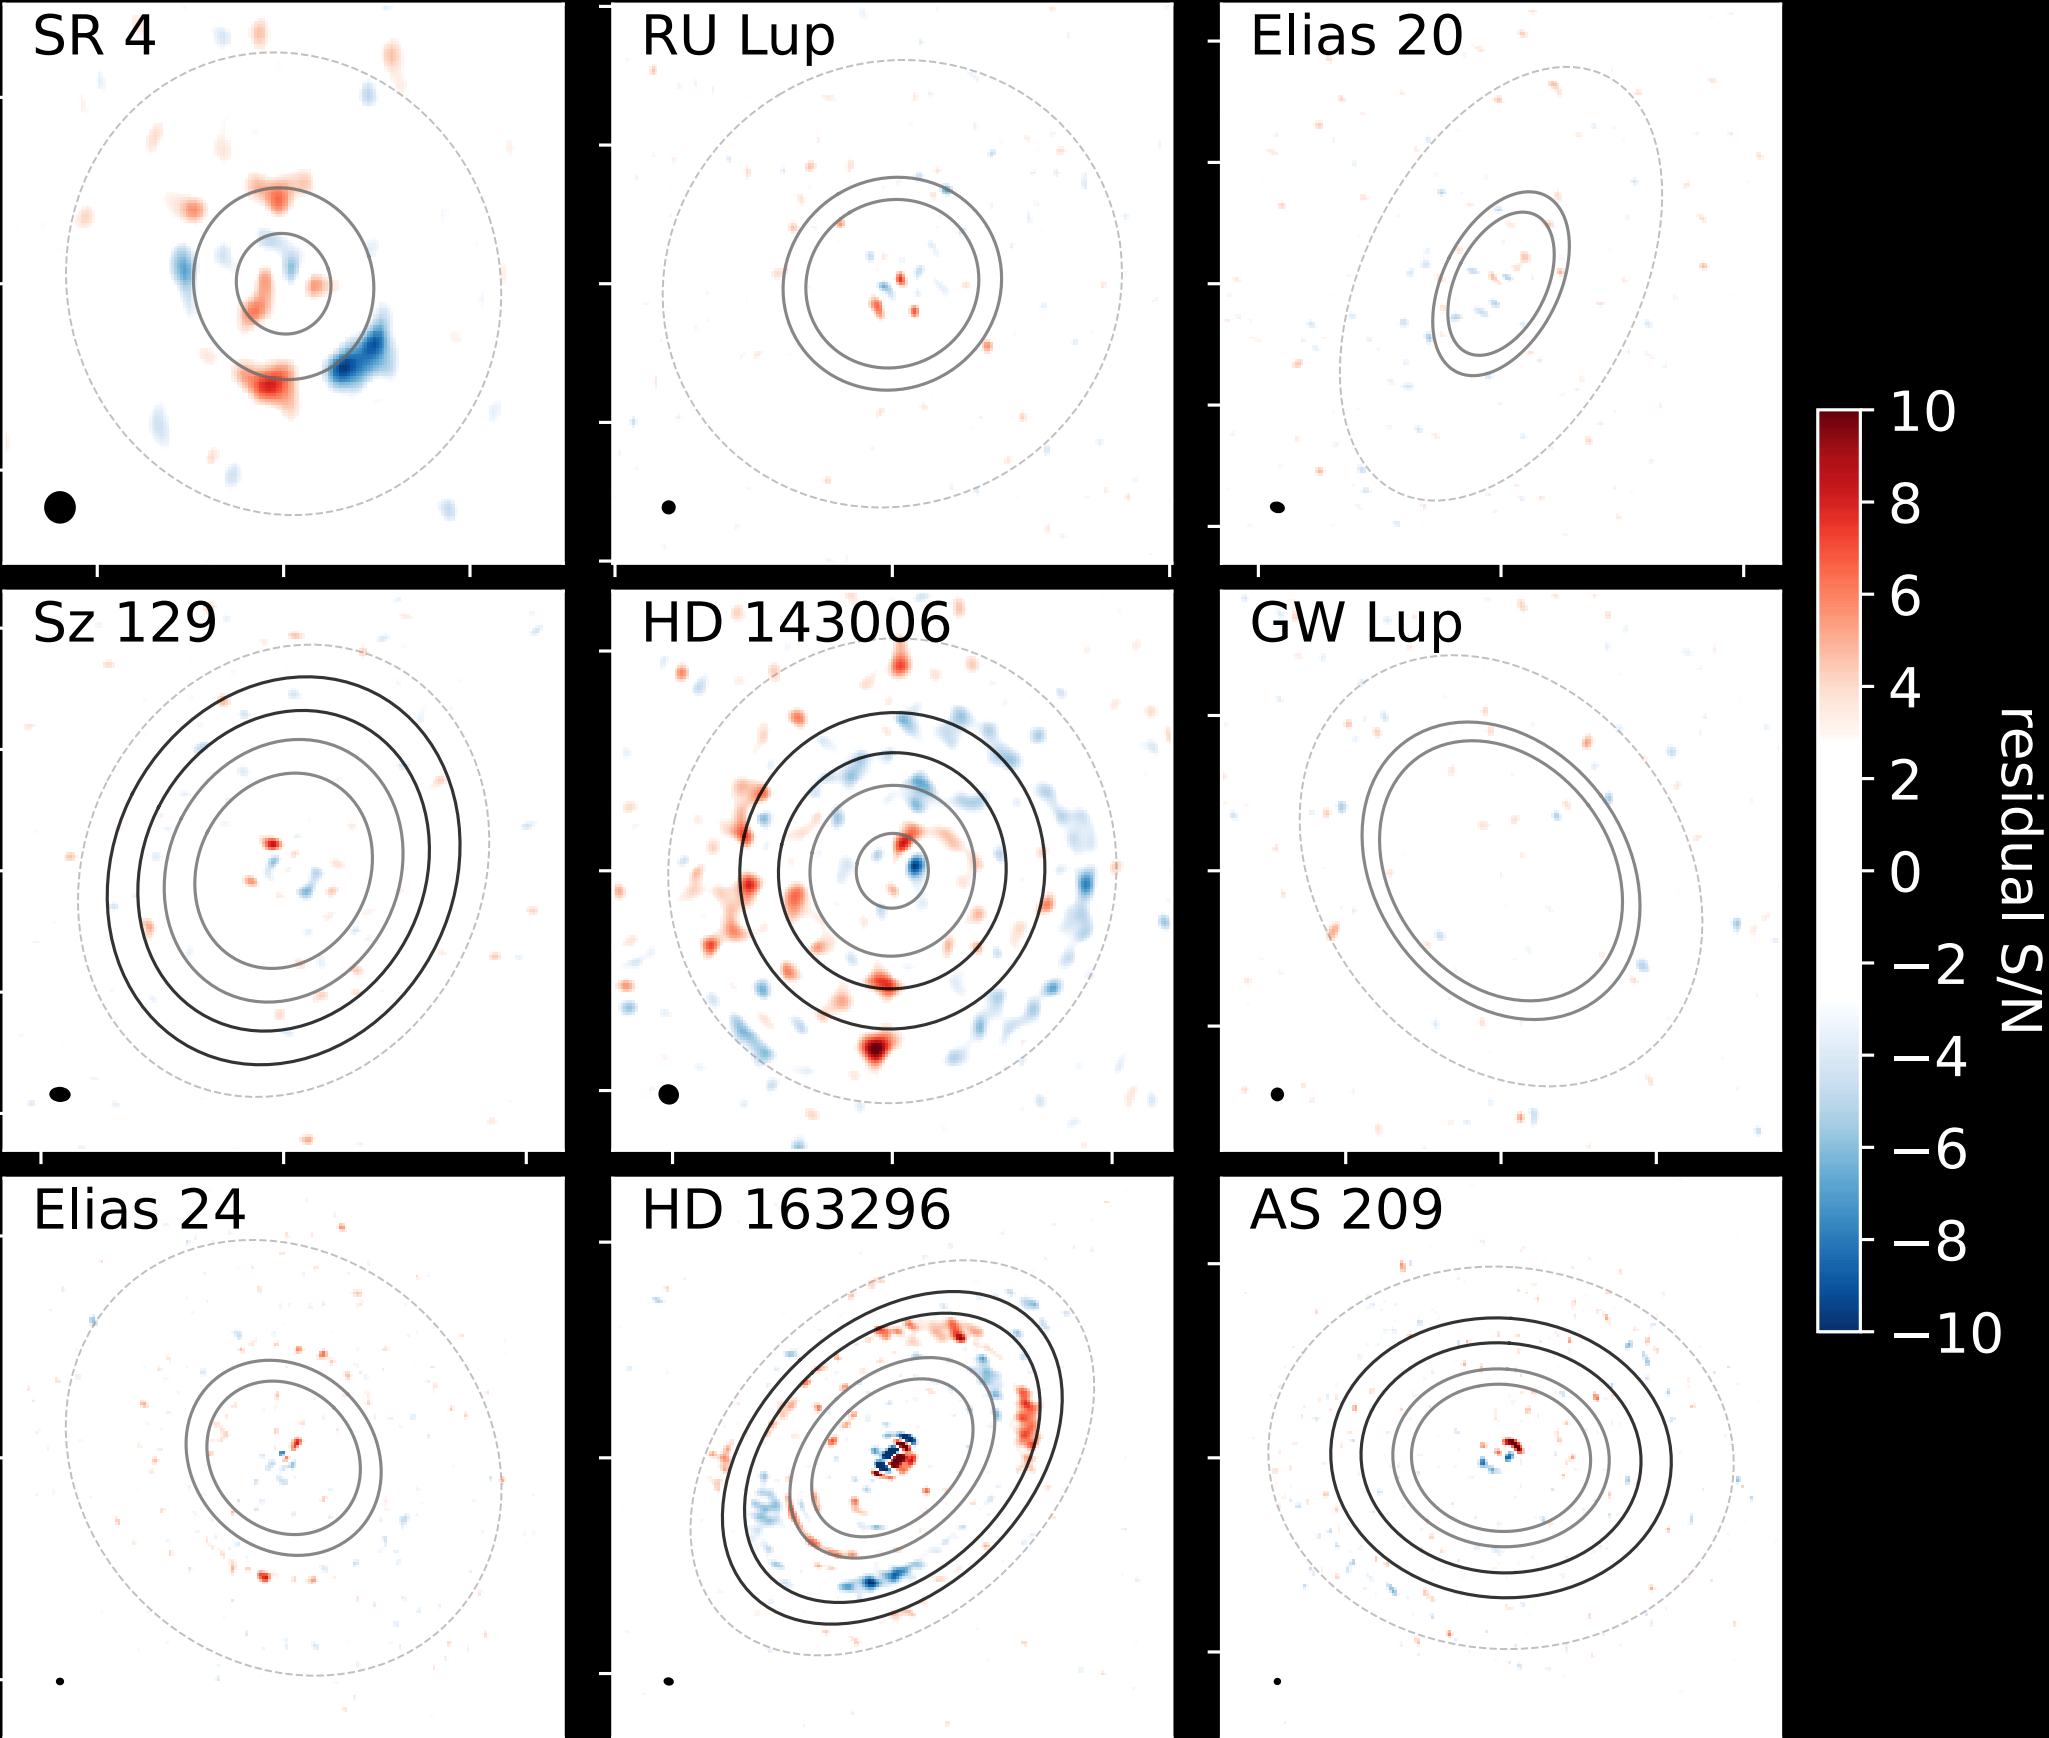 SR 4
RU Lup
Elias 20
Sz 129
HD 143006
GW Lup
Elias 24
HD 163296
AS 209
10
8
6
4
2
0
−2
−4
−6
−8
−10
residual S/N